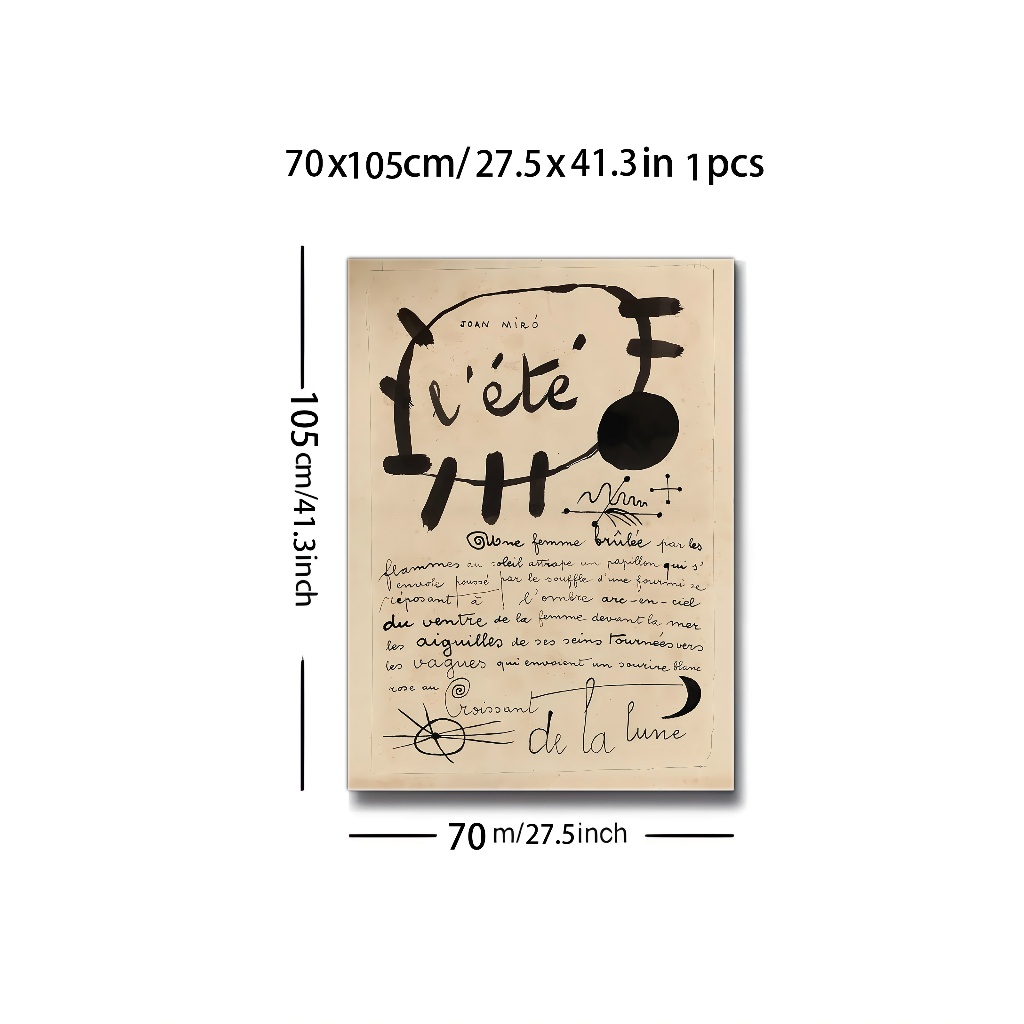 70x105cm/27.5x41.3in 1pcs
105cm/41.3inch
JOAN MIRÓ
l'été
Une femme brûlée par les
flammes au soleil attrape un papillon qui s'
envole poussé par le souffle d'une fourmi se
réposant à l'ombre arc-en-ciel
du ventre de la femme devant la mer
les aiguilles de ses seins tournées vers
les vagues qui envoient un sourire blanc
rose au
Croissant
de la lune
70m/27.5inch